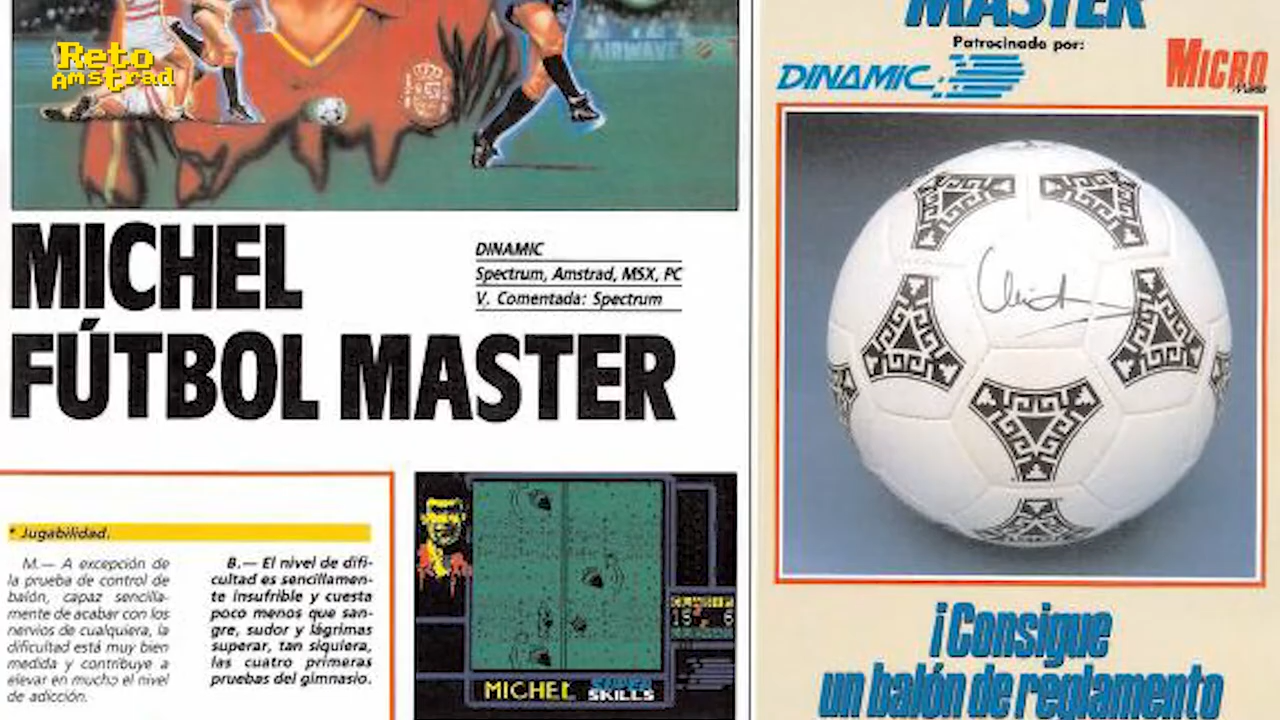 Reto
Amstrad
AIRWAVE
MICHEL
FÚTBOL MASTER
DINAMIC
Spectrum, Amstrad, MSX, PC
V. Comentada: Spectrum
* Jugabilidad.
M.— A excepción de
la prueba de control de
balón, capaz sencilla-
mente de acabar con los
nervios de cualquiera, la
dificultad está muy bien
medida y contribuye a
elevar en mucho el nivel
de adicción.
B.— El nivel de difi-
cultad es sencillamen-
te insufrible y cuesta
poco menos que san-
gre, sudor y lágrimas
superar, tan siquiera,
las cuatro primeras
pruebas del gimnasio.
MICHEL SUPER
SKILLS
MASTER
Patrocinado por:
DINAMIC
MICRO
¡Consigue
un balón de reglamento